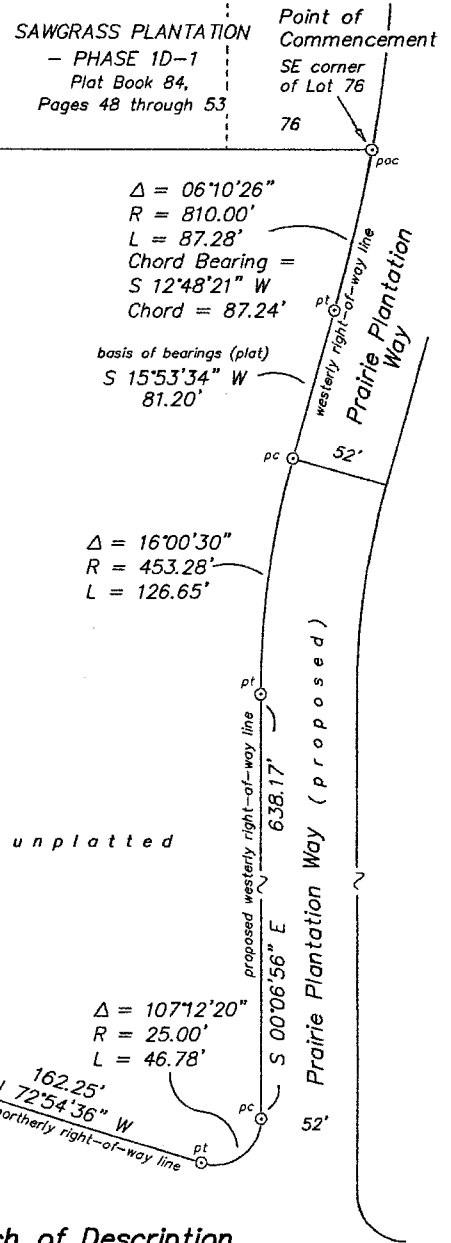 SAWGRASS PLANTATION
– PHASE 1D-1
Plat Book 84,
Pages 48 through 53
Point of
Commencement
SE corner
of Lot 76
76
poc
Δ = 06°10'26"
R = 810.00'
L = 87.28'
Chord Bearing =
S 12°48'21" W
Chord = 87.24'
pt
westerly right-of-way line
Prairie Plantation
Way
basis of bearings (plat)
S 15°53'34" W
81.20'
pc
52'
Δ = 16°00'30"
R = 453.28'
L = 126.65'
pt
proposed westerly right-of-way line
638.17'
S 00°06'56" E
Prairie Plantation Way (proposed)
unplatted
Δ = 107°12'20"
R = 25.00'
L = 46.78'
162.25'
72°54'36" W
northerly right-of-way line
pt
pc
52'
of Description